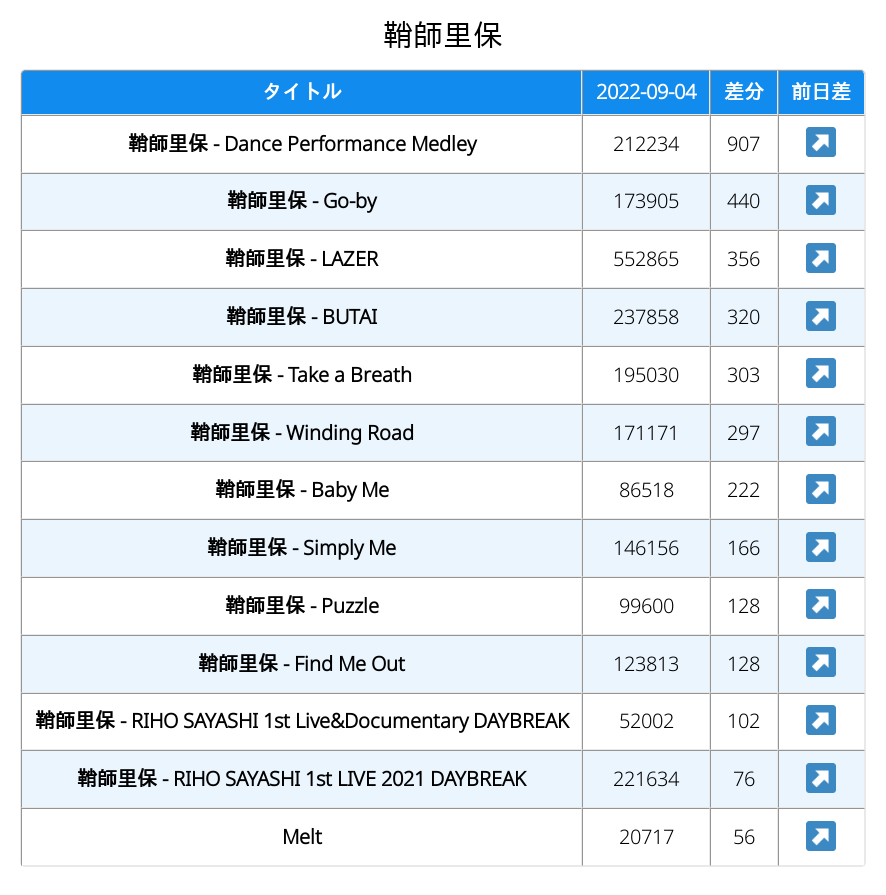 鞘師里保
タイトル 2022-09-04 差分 前日差
鞘師里保 - Dance Performance Medley 212234 907 ↗
鞘師里保 - Go-by 173905 440 ↗
鞘師里保 - LAZER 552865 356 ↗
鞘師里保 - BUTAI 237858 320 ↗
鞘師里保 - Take a Breath 195030 303 ↗
鞘師里保 - Winding Road 171171 297 ↗
鞘師里保 - Baby Me 86518 222 ↗
鞘師里保 - Simply Me 146156 166 ↗
鞘師里保 - Puzzle 99600 128 ↗
鞘師里保 - Find Me Out 123813 128 ↗
鞘師里保 - RIHO SAYASHI 1st Live&Documentary DAYBREAK 52002 102 ↗
鞘師里保 - RIHO SAYASHI 1st LIVE 2021 DAYBREAK 221634 76 ↗
Melt 20717 56 ↗